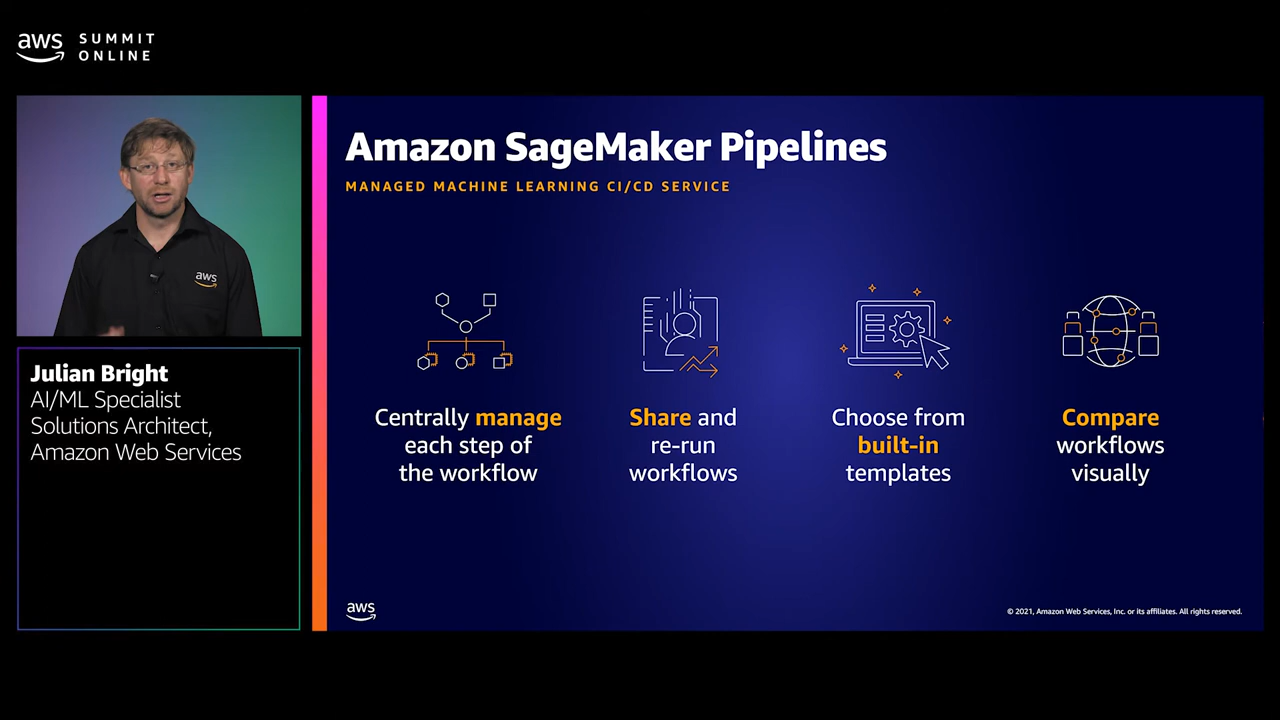 aws SUMMIT
ONLINE
aws
Julian Bright
AI/ML Specialist
Solutions Architect,
Amazon Web Services
Amazon SageMaker Pipelines
MANAGED MACHINE LEARNING CI/CD SERVICE
Centrally manage
each step of
the workflow
Share and
re-run
workflows
Choose from
built-in
templates
Compare
workflows
visually
aws
© 2021, Amazon Web Services, Inc. or its affiliates. All rights reserved.